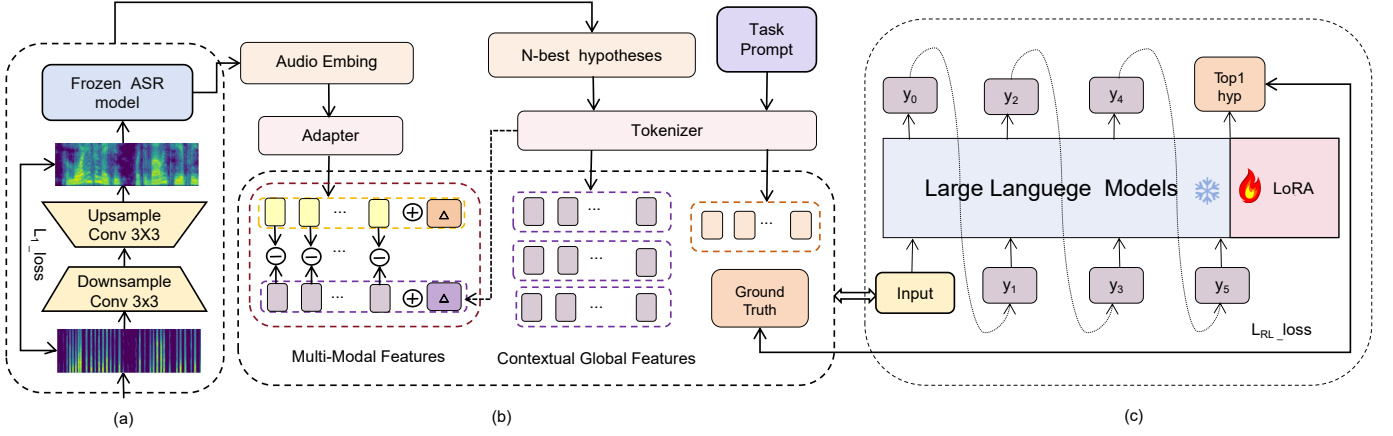 Frozen ASR
model
L1_loss
Upsample
Conv 3X3
Downsample
Conv 3x3
(a)
Audio Embing
Adapter
N-best hypotheses
Task
Prompt
Tokenizer
... + Δ
− − − ...
... + Δ
Multi-Modal Features
...
...
...
Contextual Global Features
...
Ground
Truth
(b)
y0
y2
y4
Top1
hyp
Large Languege Models
LoRA
Input
y1
y3
y5
LRL_loss
(c)